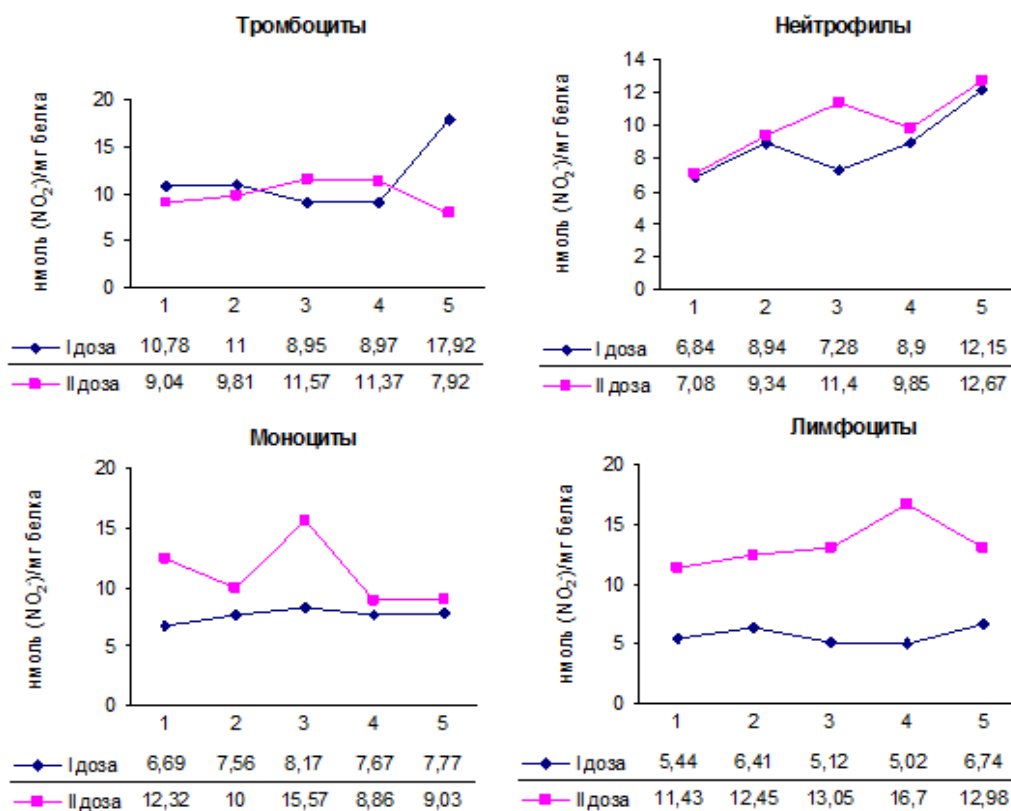 Тромбоциты
нмоль (NO₂⁻)/мг белка
20
15
10
5
0
1 2 3 4 5
I доза 10,78 11 8,95 8,97 17,92
II доза 9,04 9,81 11,57 11,37 7,92
Нейтрофилы
нмоль (NO₂⁻)/мг белка
14
12
10
8
6
4
2
0
1 2 3 4 5
I доза 6,84 8,94 7,28 8,9 12,15
II доза 7,08 9,34 11,4 9,85 12,67
Моноциты
нмоль (NO₂⁻)/мг белка
20
15
10
5
0
1 2 3 4 5
I доза 6,69 7,56 8,17 7,67 7,77
II доза 12,32 10 15,57 8,86 9,03
Лимфоциты
нмоль (NO₂⁻)/мг белка
20
15
10
5
0
1 2 3 4 5
I доза 5,44 6,41 5,12 5,02 6,74
II доза 11,43 12,45 13,05 16,7 12,98